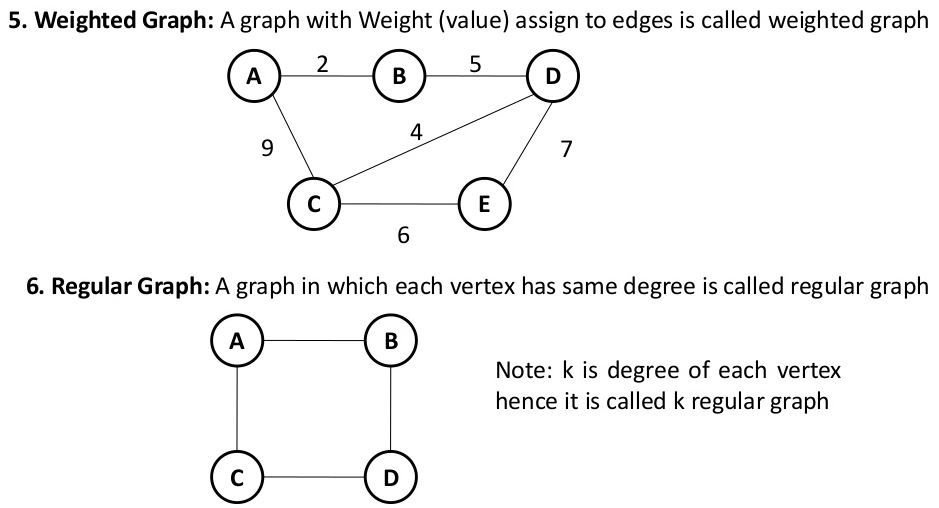 5. Weighted Graph: A graph with Weight (value) assign to edges is called weighted graph
A 2 B 5 D
4
9 7
C E
6
6. Regular Graph: A graph in which each vertex has same degree is called regular graph
A B
Note: k is degree of each vertex
hence it is called k regular graph
C D